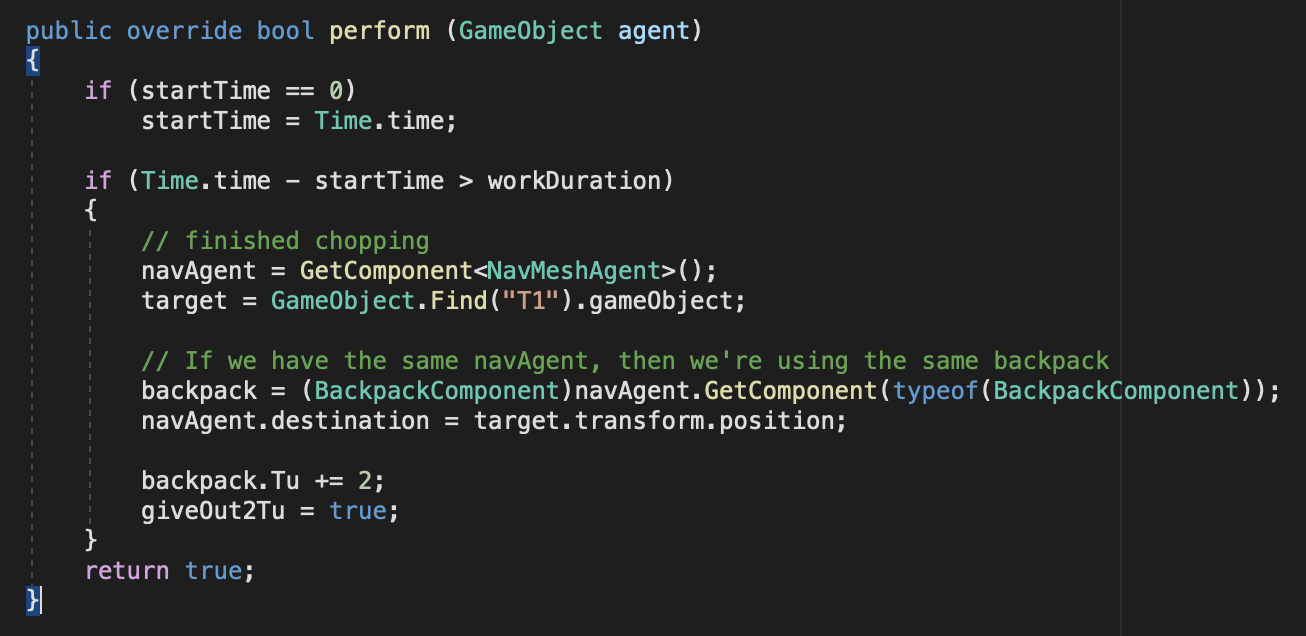 public override bool perform (GameObject agent)
{
if (startTime == 0)
startTime = Time.time;
if (Time.time - startTime > workDuration)
{
// finished chopping
navAgent = GetComponent<NavMeshAgent>();
target = GameObject.Find("T1").gameObject;
// If we have the same navAgent, then we're using the same backpack
backpack = (BackpackComponent)navAgent.GetComponent(typeof(BackpackComponent));
navAgent.destination = target.transform.position;
backpack.Tu += 2;
giveOut2Tu = true;
}
return true;
}